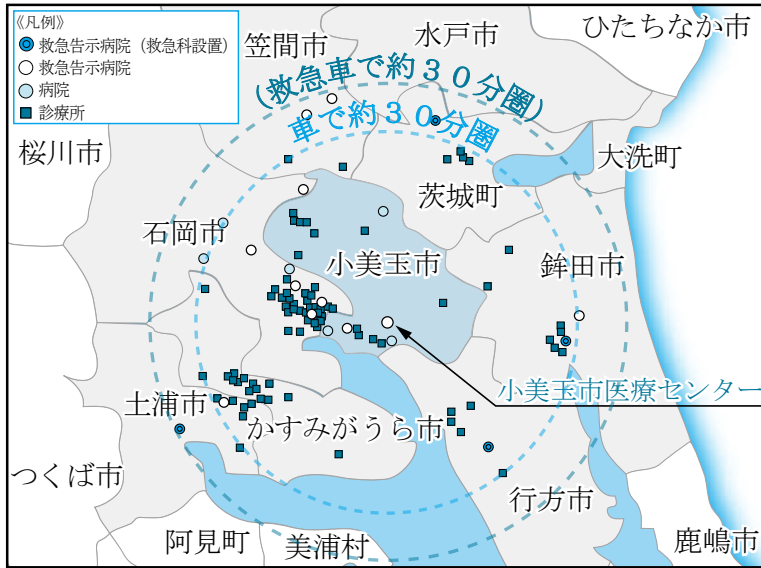 《凡例》
救急告示病院（救急科設置）
救急告示病院
病院
診療所
ひたちなか市
水戸市
笠間市
（救急車で約３０分圏）
車で約３０分圏
桜川市
大洗町
茨城町
石岡市
小美玉市
鉾田市
小美玉市医療センター
土浦市
かすみがうら市
つくば市
行方市
阿見町
美浦村
鹿嶋市